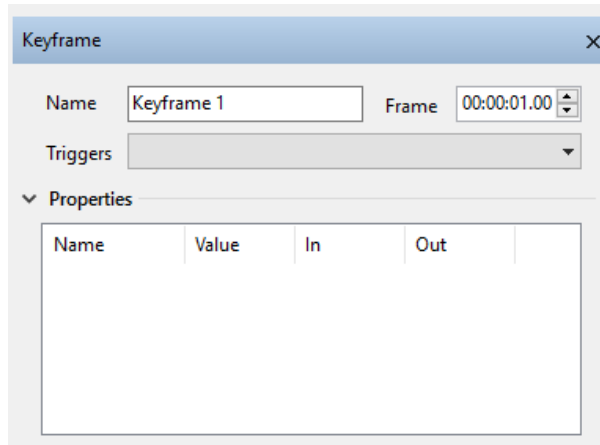 Keyframe
Name Keyframe 1 Frame 00:00:01.00
Triggers
Properties
Name Value In Out